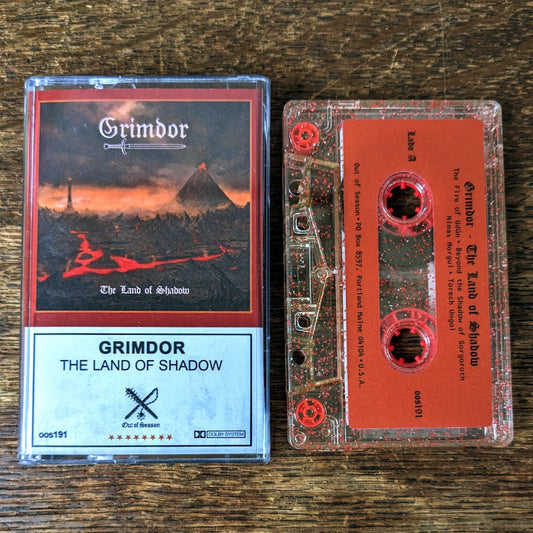 Grimdor
The Land of Shadow
GRIMDOR
THE LAND OF SHADOW
Out of Season
oos191
DOLBY SYSTEM
Lado A
Grimdor · The Land of Shadow
The Fire of Udûn • Beyond the Shadow of Gorgoroth
Minas Morgul • Torech Ungol
Out of Season • PO Box 8597, Portland Maine 04104 • U.S.A.
oos191